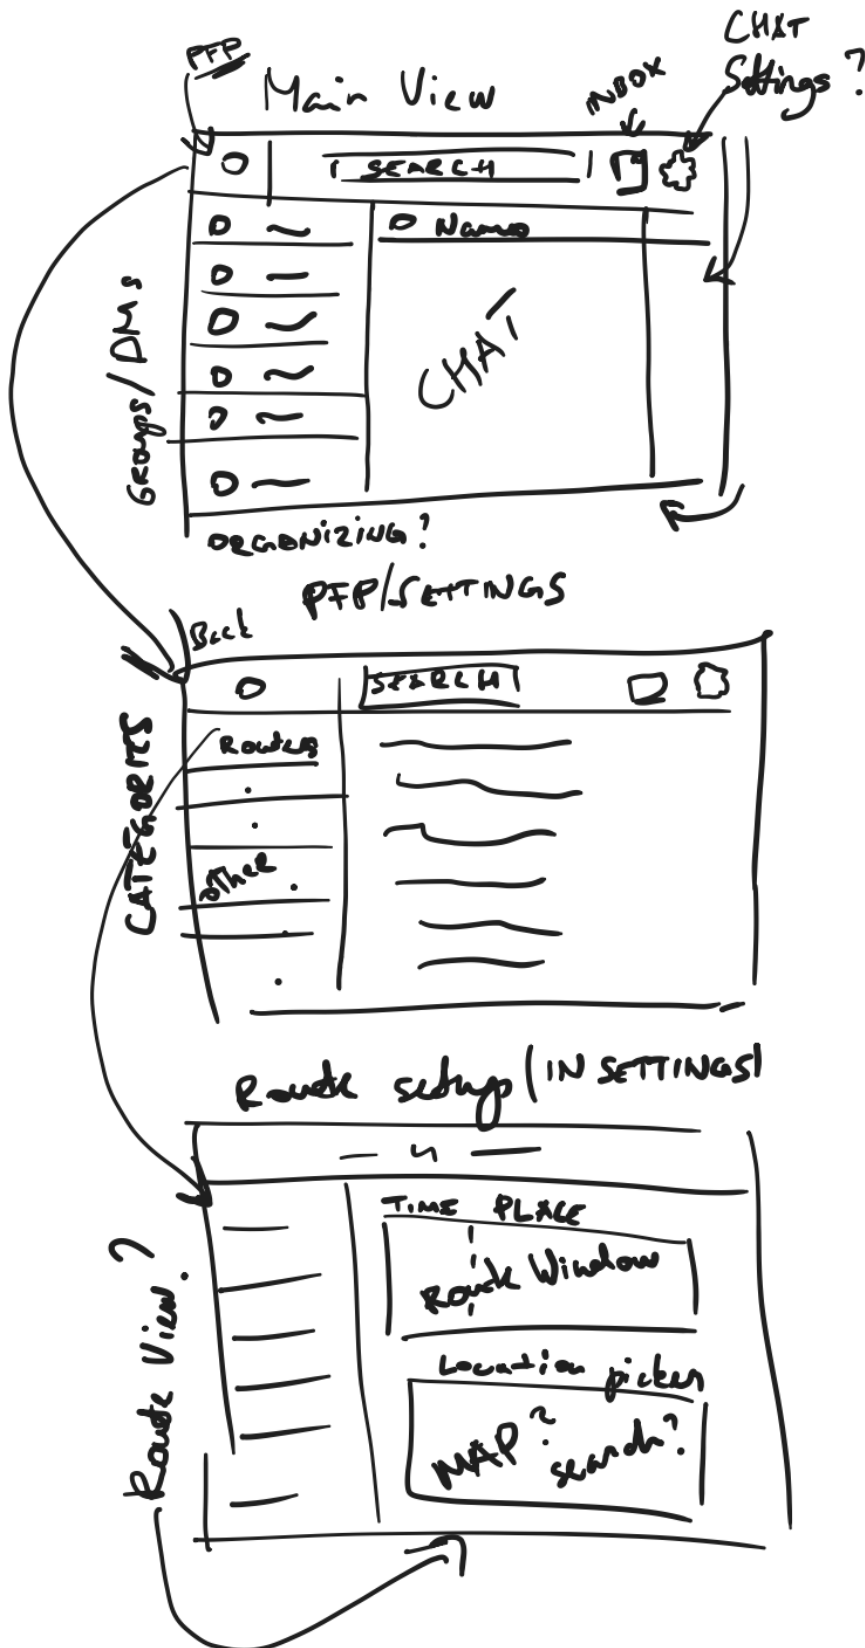 PFP
CHAT
Settings?
Main View
INBOX
SEARCH
Name
Groups/DMs
CHAT
ORGANIZING?
PFP/SETTINGS
Back
SEARCH
CATEGORIES
Routes
other
Route setup (IN SETTINGS)
TIME PLACE
Route Window
Location picker
MAP? search?
Route View?